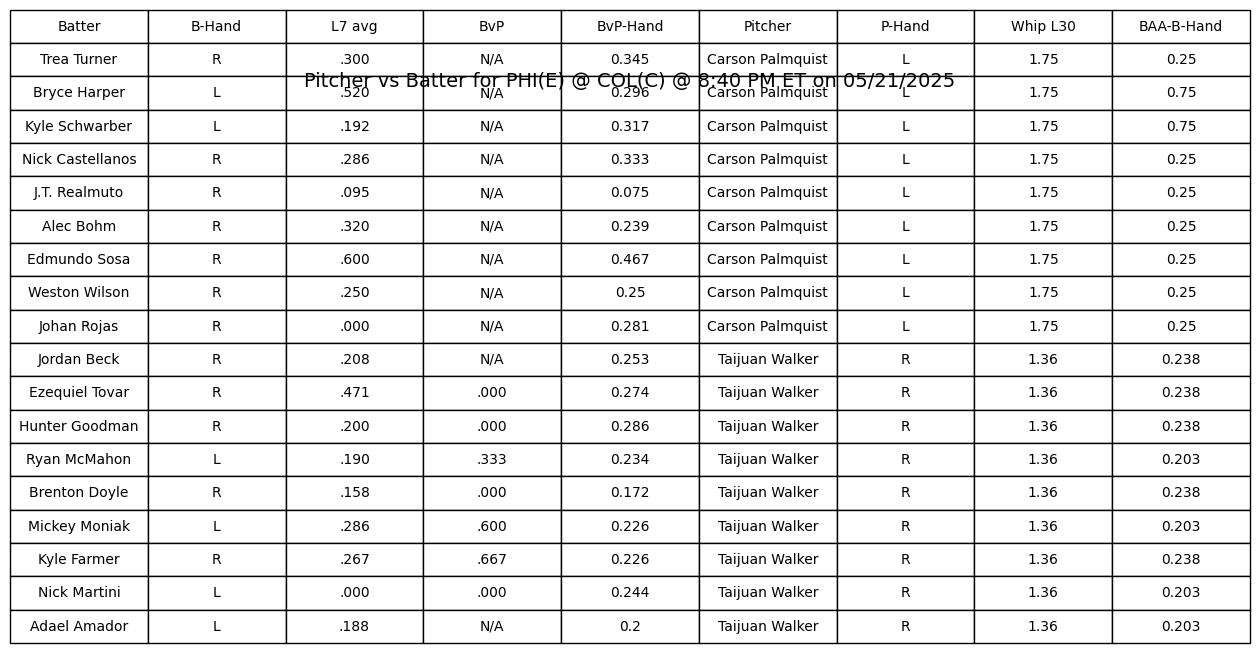 Batter B-Hand L7 avg BvP BvP-Hand Pitcher P-Hand Whip L30 BAA-B-Hand
Trea Turner R .300 N/A 0.345 Carson Palmquist L 1.75 0.25
Pitcher vs Batter for PHI(E) @ COL(C) @ 8:40 PM ET on 05/21/2025
Bryce Harper L .520 N/A 0.296 Carson Palmquist L 1.75 0.75
Kyle Schwarber L .192 N/A 0.317 Carson Palmquist L 1.75 0.75
Nick Castellanos R .286 N/A 0.333 Carson Palmquist L 1.75 0.25
J.T. Realmuto R .095 N/A 0.075 Carson Palmquist L 1.75 0.25
Alec Bohm R .320 N/A 0.239 Carson Palmquist L 1.75 0.25
Edmundo Sosa R .600 N/A 0.467 Carson Palmquist L 1.75 0.25
Weston Wilson R .250 N/A 0.25 Carson Palmquist L 1.75 0.25
Johan Rojas R .000 N/A 0.281 Carson Palmquist L 1.75 0.25
Jordan Beck R .208 N/A 0.253 Taijuan Walker R 1.36 0.238
Ezequiel Tovar R .471 .000 0.274 Taijuan Walker R 1.36 0.238
Hunter Goodman R .200 .000 0.286 Taijuan Walker R 1.36 0.238
Ryan McMahon L .190 .333 0.234 Taijuan Walker R 1.36 0.203
Brenton Doyle R .158 .000 0.172 Taijuan Walker R 1.36 0.238
Mickey Moniak L .286 .600 0.226 Taijuan Walker R 1.36 0.203
Kyle Farmer R .267 .667 0.226 Taijuan Walker R 1.36 0.238
Nick Martini L .000 .000 0.244 Taijuan Walker R 1.36 0.203
Adael Amador L .188 N/A 0.2 Taijuan Walker R 1.36 0.203